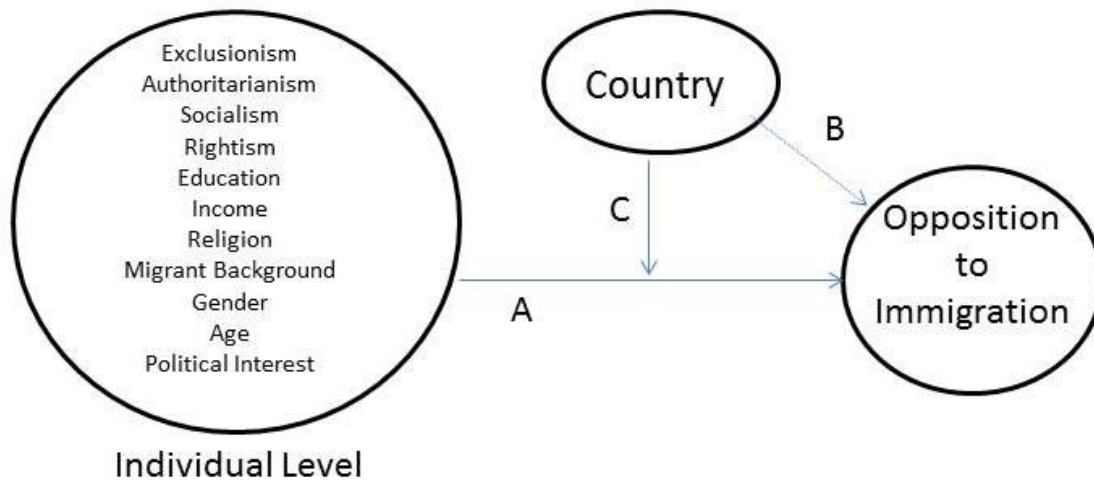 Exclusionism
Authoritarianism
Socialism
Rightism
Education
Income
Religion
Migrant Background
Gender
Age
Political Interest
Individual Level
Country
B
C
A
Opposition
to
Immigration